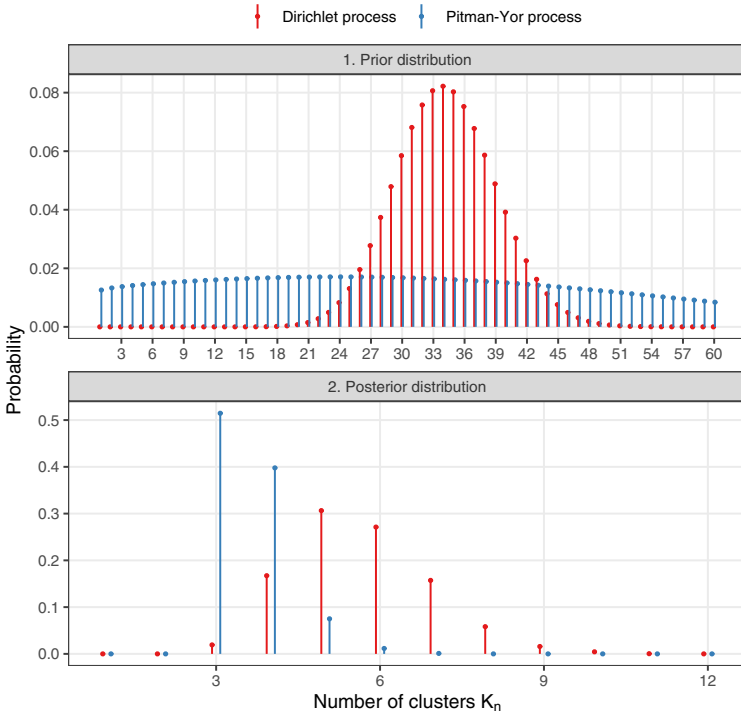 Dirichlet process Pitman-Yor process
1. Prior distribution
0.08
0.06
0.04
0.02
0.00
3 6 9 12 15 18 21 24 27 30 33 36 39 42 45 48 51 54 57 60
Probability
2. Posterior distribution
0.5
0.4
0.3
0.2
0.1
0.0
3 6 9 12
Number of clusters Kn